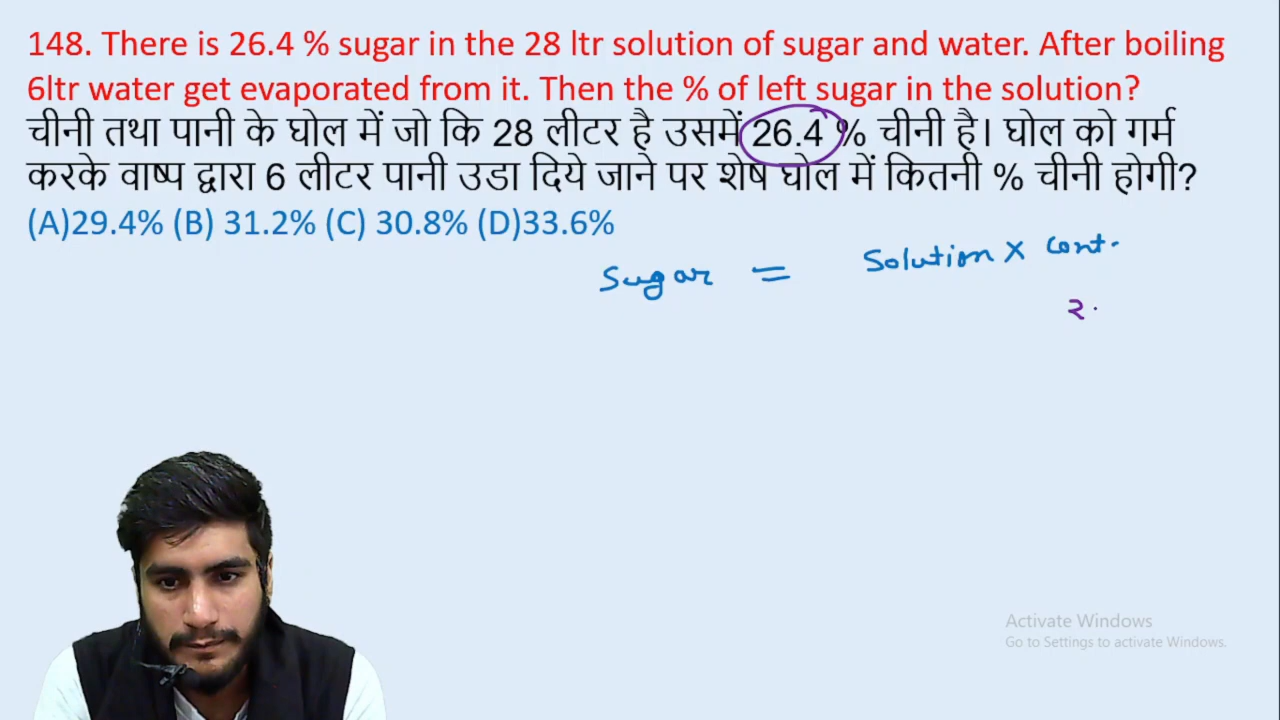 148. There is 26.4 % sugar in the 28 ltr solution of sugar and water. After boiling
6ltr water get evaporated from it. Then the % of left sugar in the solution?
चीनी तथा पानी के घोल में जो कि 28 लीटर है उसमें 26.4 % चीनी है। घोल को गर्म
करके वाष्प द्वारा 6 लीटर पानी उडा दिये जाने पर शेष घोल में कितनी % चीनी होगी?
(A)29.4% (B) 31.2% (C) 30.8% (D)33.6%
Sugar = Solution x cont.
2.
Activate Windows
Go to Settings to activate Windows.